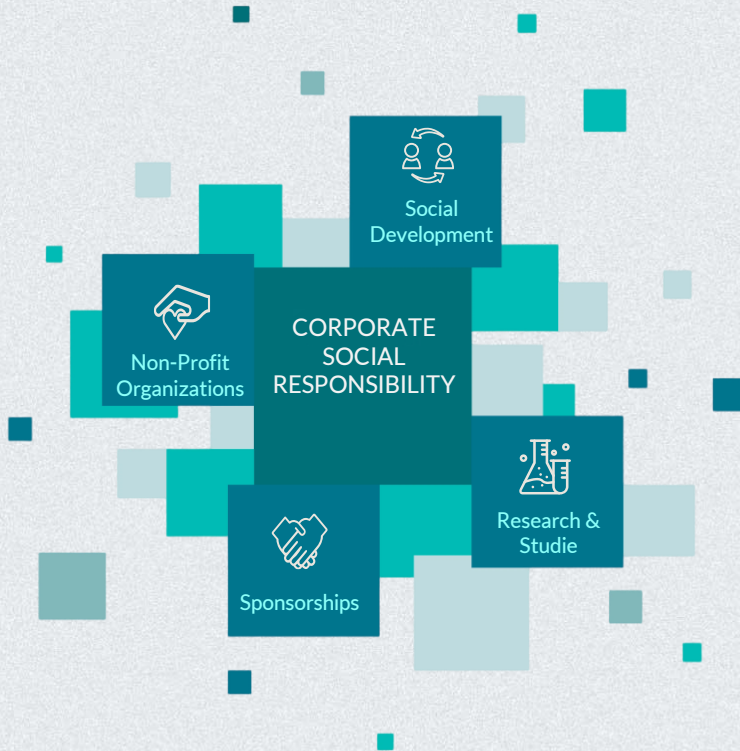 Social
Development
Non-Profit
Organizations
CORPORATE
SOCIAL
RESPONSIBILITY
Research &
Studie
Sponsorships